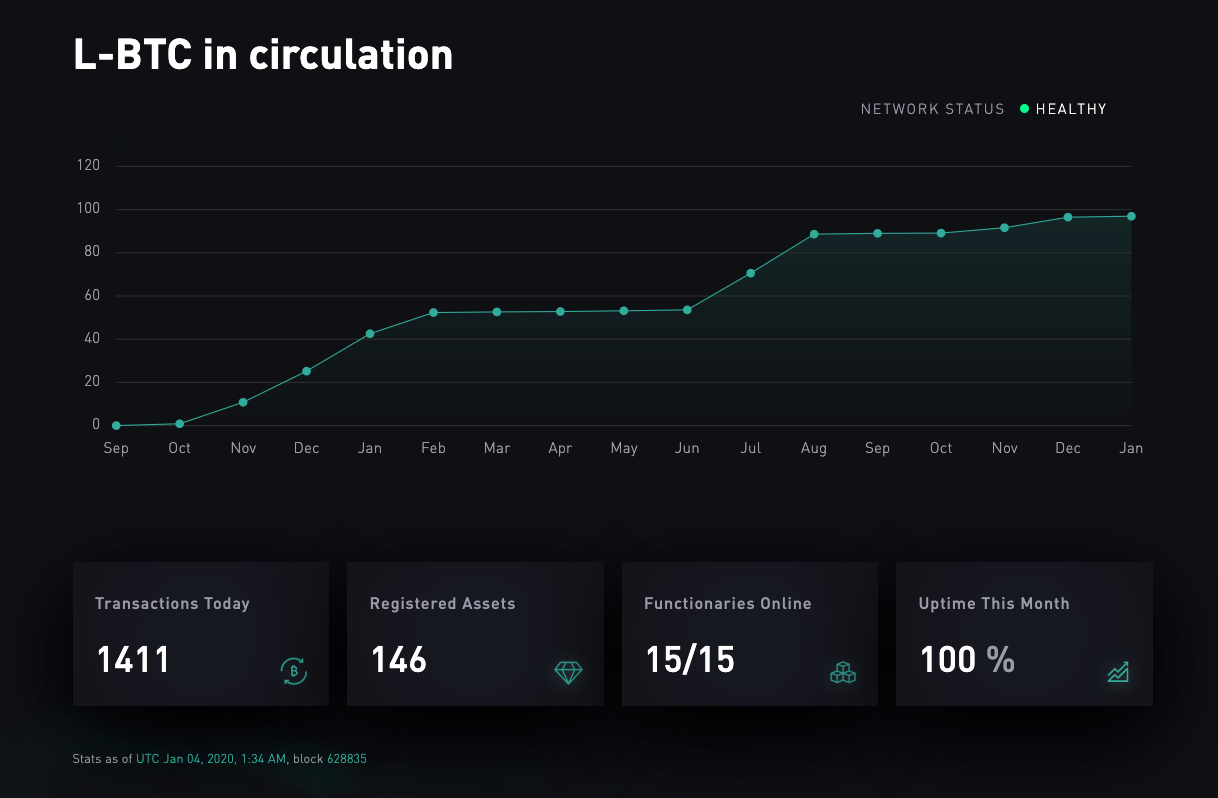 L-BTC in circulation
NETWORK STATUS HEALTHY
120
100
80
60
40
20
0
Sep Oct Nov Dec Jan Feb Mar Apr May Jun Jul Aug Sep Oct Nov Dec Jan
Transactions Today
1411
Registered Assets
146
Functionaries Online
15/15
Uptime This Month
100 %
Stats as of UTC Jan 04, 2020, 1:34 AM, block 628835